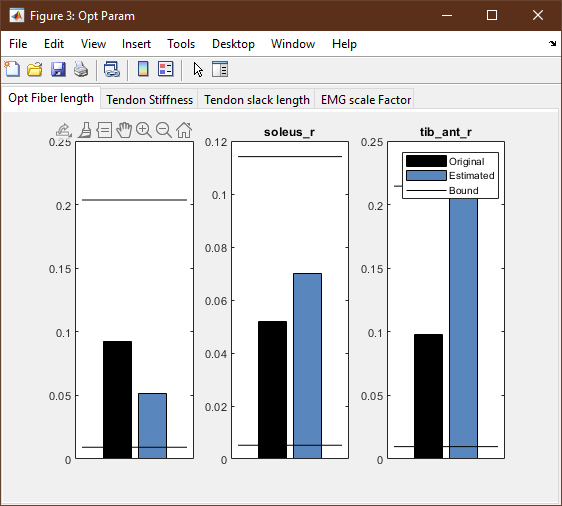 Figure 3: Opt Param
File Edit View Insert Tools Desktop Window Help
Opt Fiber length Tendon Stiffness Tendon slack length EMG scale Factor
0.25
0.2
0.15
0.1
0.05
0
soleus_r
0.12
0.1
0.08
0.06
0.04
0.02
0
tib_ant_r
0.25
0.2
0.15
0.1
0.05
0
Original
Estimated
Bound